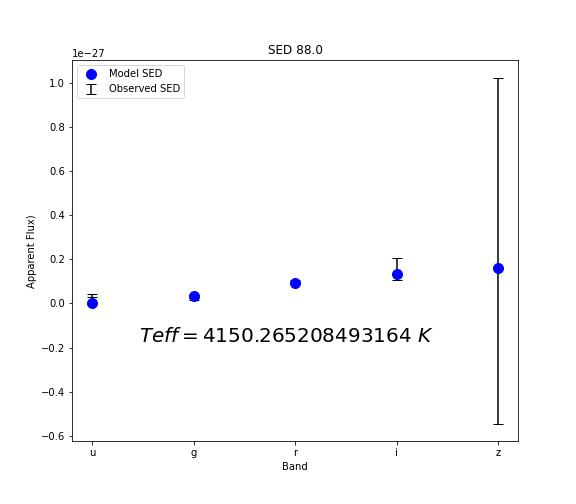 SED 88.0
1e−27
Model SED
Observed SED
1.0
0.8
0.6
0.4
0.2
0.0
−0.2
−0.4
−0.6
Apparent Flux)
Teff = 4150.265208493164 K
u g r i z
Band